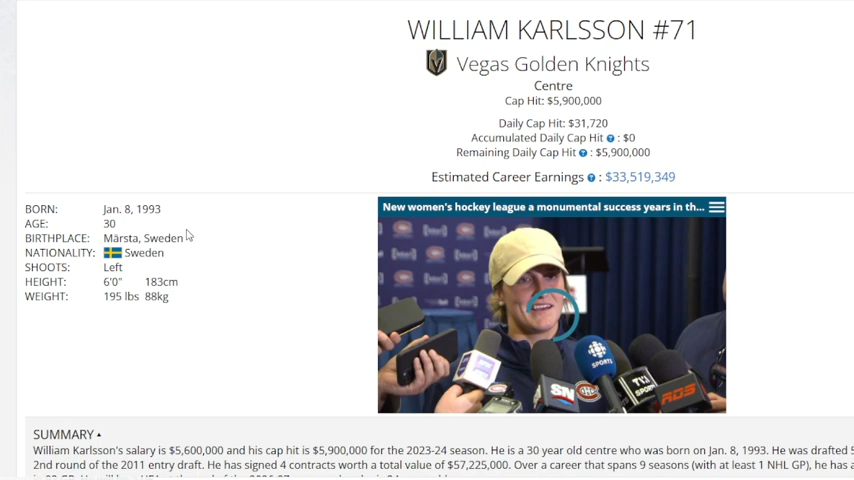 WILLIAM KARLSSON #71
Vegas Golden Knights
Centre
Cap Hit: $5,900,000
Daily Cap Hit: $31,720
Accumulated Daily Cap Hit : $0
Remaining Daily Cap Hit : $5,900,000
Estimated Career Earnings : $33,519,349
BORN: Jan. 8, 1993
AGE: 30
BIRTHPLACE: Märsta, Sweden
NATIONALITY: Sweden
SHOOTS: Left
HEIGHT: 6'0" 183cm
WEIGHT: 195 lbs 88kg
New women's hockey league a monumental success years in th...
SN
SPORTS
SPORTS
RDS
SUMMARY
William Karlsson's salary is $5,600,000 and his cap hit is $5,900,000 for the 2023-24 season. He is a 30 year old centre who was born on Jan. 8, 1993. He was drafted 5
2nd round of the 2011 entry draft. He has signed 4 contracts worth a total value of $57,225,000. Over a career that spans 9 seasons (with at least 1 NHL GP), he has a